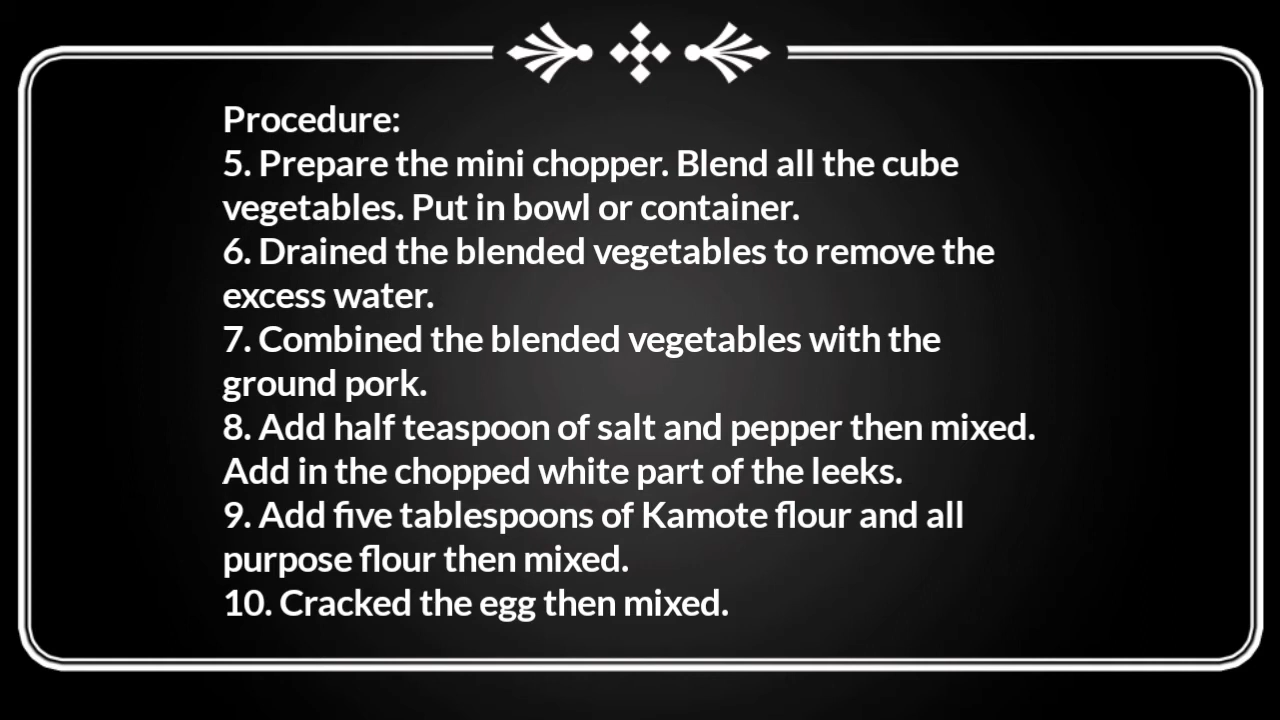 Procedure:
5. Prepare the mini chopper. Blend all the cube
vegetables. Put in bowl or container.
6. Drained the blended vegetables to remove the
excess water.
7. Combined the blended vegetables with the
ground pork.
8. Add half teaspoon of salt and pepper then mixed.
Add in the chopped white part of the leeks.
9. Add five tablespoons of Kamote flour and all
purpose flour then mixed.
10. Cracked the egg then mixed.